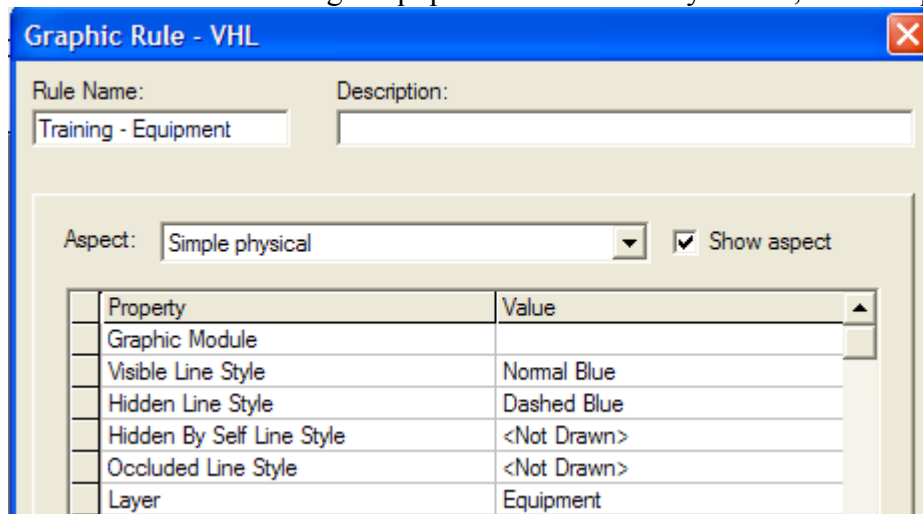 Graphic Rule - VHL
Rule Name: Description:
Training - Equipment
Aspect: Simple physical Show aspect
Property Value
Graphic Module
Visible Line Style Normal Blue
Hidden Line Style Dashed Blue
Hidden By Self Line Style <Not Drawn>
Occluded Line Style <Not Drawn>
Layer Equipment